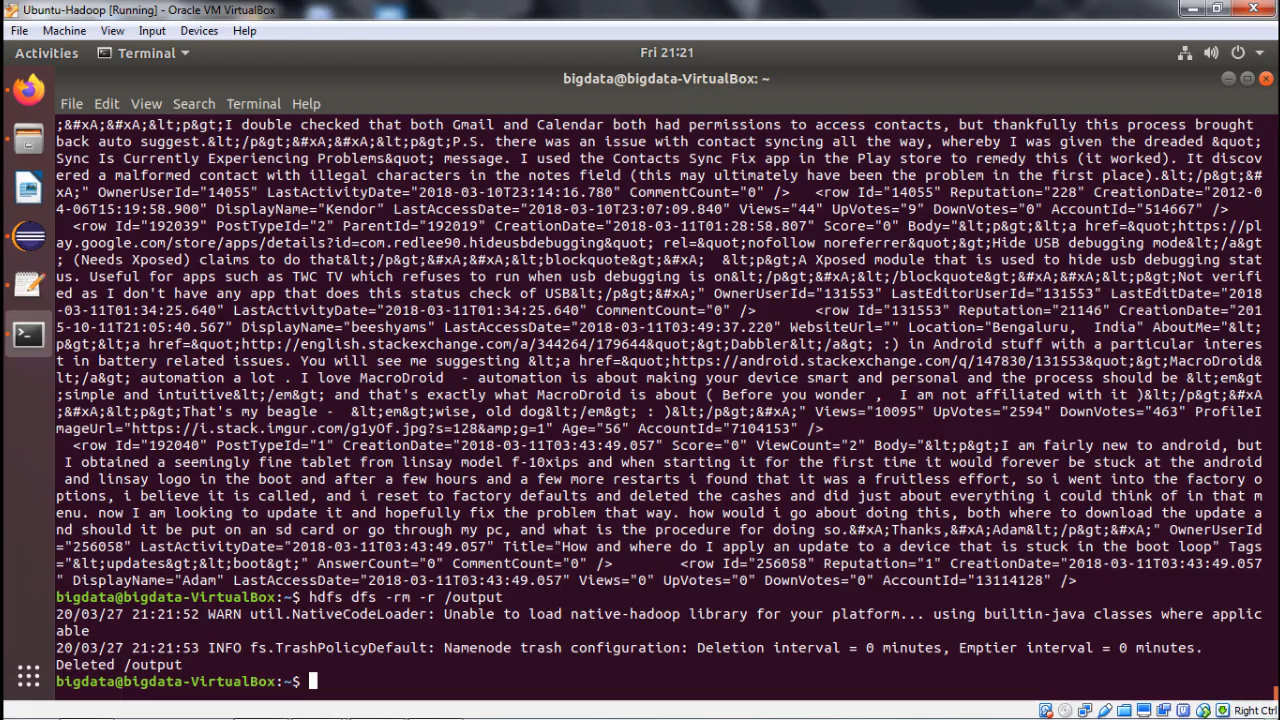 Ubuntu-Hadoop [Running] - Oracle VM VirtualBox
File Machine View Input Devices Help
Activities Terminal Fri 21:21
bigdata@bigdata-VirtualBox: ~
File Edit View Search Terminal Help
;&#xA;&#xA;&lt;p&gt;I double checked that both Gmail and Calendar both had permissions to access contacts, but thankfully this process brought
back auto suggest.&lt;/p&gt;&#xA;&#xA;&lt;p&gt;P.S. there was an issue with contact syncing all the way, whereby I was given the dreaded &quot;
Sync Is Currently Experiencing Problems&quot; message. I used the Contacts Sync Fix app in the Play store to remedy this (it worked). It discov
ered a malformed contact with illegal characters in the notes field (this may ultimately have been the problem in the first place).&lt;/p&gt;&#
xA;" OwnerUserId="14055" LastActivityDate="2018-03-10T23:14:16.780" CommentCount="0" /> <row Id="14055" Reputation="228" CreationDate="2012-0
4-06T15:19:58.900" DisplayName="Kendor" LastAccessDate="2018-03-10T23:07:09.840" Views="44" UpVotes="9" DownVotes="0" AccountId="514667" />
<row Id="192039" PostTypeId="2" ParentId="192019" CreationDate="2018-03-11T01:28:58.807" Score="0" Body="&lt;p&gt;&lt;a href=&quot;https://pl
ay.google.com/store/apps/details?id=com.redlee90.hideusbdebugging&quot; rel=&quot;nofollow noreferrer&quot;&gt;Hide USB debugging mode&lt;/a&gt
; (Needs Xposed) claims to do that&lt;/p&gt;&#xA;&#xA;&lt;blockquote&gt;&#xA;  &lt;p&gt;A Xposed module that is used to hide usb debugging stat
us. Useful for apps such as TWC TV which refuses to run when usb debugging is on&lt;/p&gt;&#xA;&lt;/blockquote&gt;&#xA;&#xA;&lt;p&gt;Not verifi
ed as I don't have any app that does this status check of USB&lt;/p&gt;&#xA;" OwnerUserId="131553" LastEditorUserId="131553" LastEditDate="2018
-03-11T01:34:25.640" LastActivityDate="2018-03-11T01:34:25.640" CommentCount="0" /> <row Id="131553" Reputation="21146" CreationDate="201
5-10-11T21:05:40.567" DisplayName="beeshyams" LastAccessDate="2018-03-11T03:49:37.220" WebsiteUrl="" Location="Bengaluru,  India" AboutMe="&lt;
p&gt;&lt;a href=&quot;http://english.stackexchange.com/a/344264/179644&quot;&gt;Dabbler&lt;/a&gt; :) in Android stuff with a particular interes
t in battery related issues. You will see me suggesting &lt;a href=&quot;https://android.stackexchange.com/q/147830/131553&quot;&gt;MacroDroid&
lt;/a&gt; automation a lot . I love MacroDroid  - automation is about making your device smart and personal and the process should be &lt;em&gt
;simple and intuitive&lt;/em&gt; and that's exactly what MacroDroid is about ( Before you wonder ,  I am not affiliated with it )&lt;/p&gt;&#xA
;&#xA;&lt;p&gt;That's my beagle -  &lt;em&gt;wise, old dog&lt;/em&gt; : )&lt;/p&gt;&#xA;" Views="10095" UpVotes="2594" DownVotes="463" ProfileI
mageUrl="https://i.stack.imgur.com/g1yOf.jpg?s=128&amp;g=1" Age="56" AccountId="7104153" />
<row Id="192040" PostTypeId="1" CreationDate="2018-03-11T03:43:49.057" Score="0" ViewCount="2" Body="&lt;p&gt;I am fairly new to android, but
I obtained a seemingly fine tablet from linsay model f-10xips and when starting it for the first time it would forever be stuck at the android
and linsay logo in the boot and after a few hours and a few more restarts i found that it was a fruitless effort, so i went into the factory o
ptions, i believe it is called, and i reset to factory defaults and deleted the cashes and did just about everything i could think of in that m
enu. now I am looking to update it and hopefully fix the problem that way. how would i go about doing this, both where to download the update a
nd should it be put on an sd card or go through my pc, and what is the procedure for doing so.&#xA;Thanks,&#xA;Adam&lt;/p&gt;&#xA;" OwnerUserId
="256058" LastActivityDate="2018-03-11T03:43:49.057" Title="How and where do I apply an update to a device that is stuck in the boot loop" Tags
="&lt;updates&gt;&lt;boot&gt;" AnswerCount="0" CommentCount="0" /> <row Id="256058" Reputation="1" CreationDate="2018-03-11T03:43:49.057
" DisplayName="Adam" LastAccessDate="2018-03-11T03:43:49.057" Views="0" UpVotes="0" DownVotes="0" AccountId="13114128" />
bigdata@bigdata-VirtualBox:~$ hdfs dfs -rm -r /output
20/03/27 21:21:52 WARN util.NativeCodeLoader: Unable to load native-hadoop library for your platform... using builtin-java classes where applic
able
20/03/27 21:21:53 INFO fs.TrashPolicyDefault: Namenode trash configuration: Deletion interval = 0 minutes, Emptier interval = 0 minutes.
Deleted /output
bigdata@bigdata-VirtualBox:~$
Right Ctrl